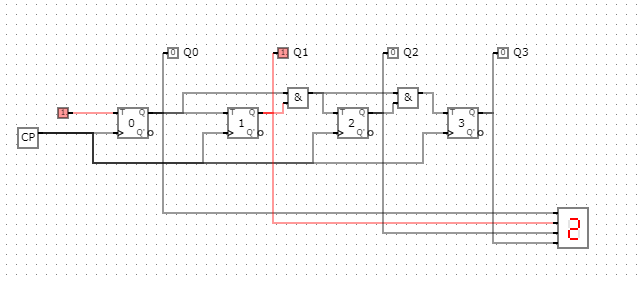 0 Q0 1 Q1 0 Q2 0 Q3
& &
1 T Q T Q T Q T Q
0 1 2 3
CP Q' Q' Q' Q'
2